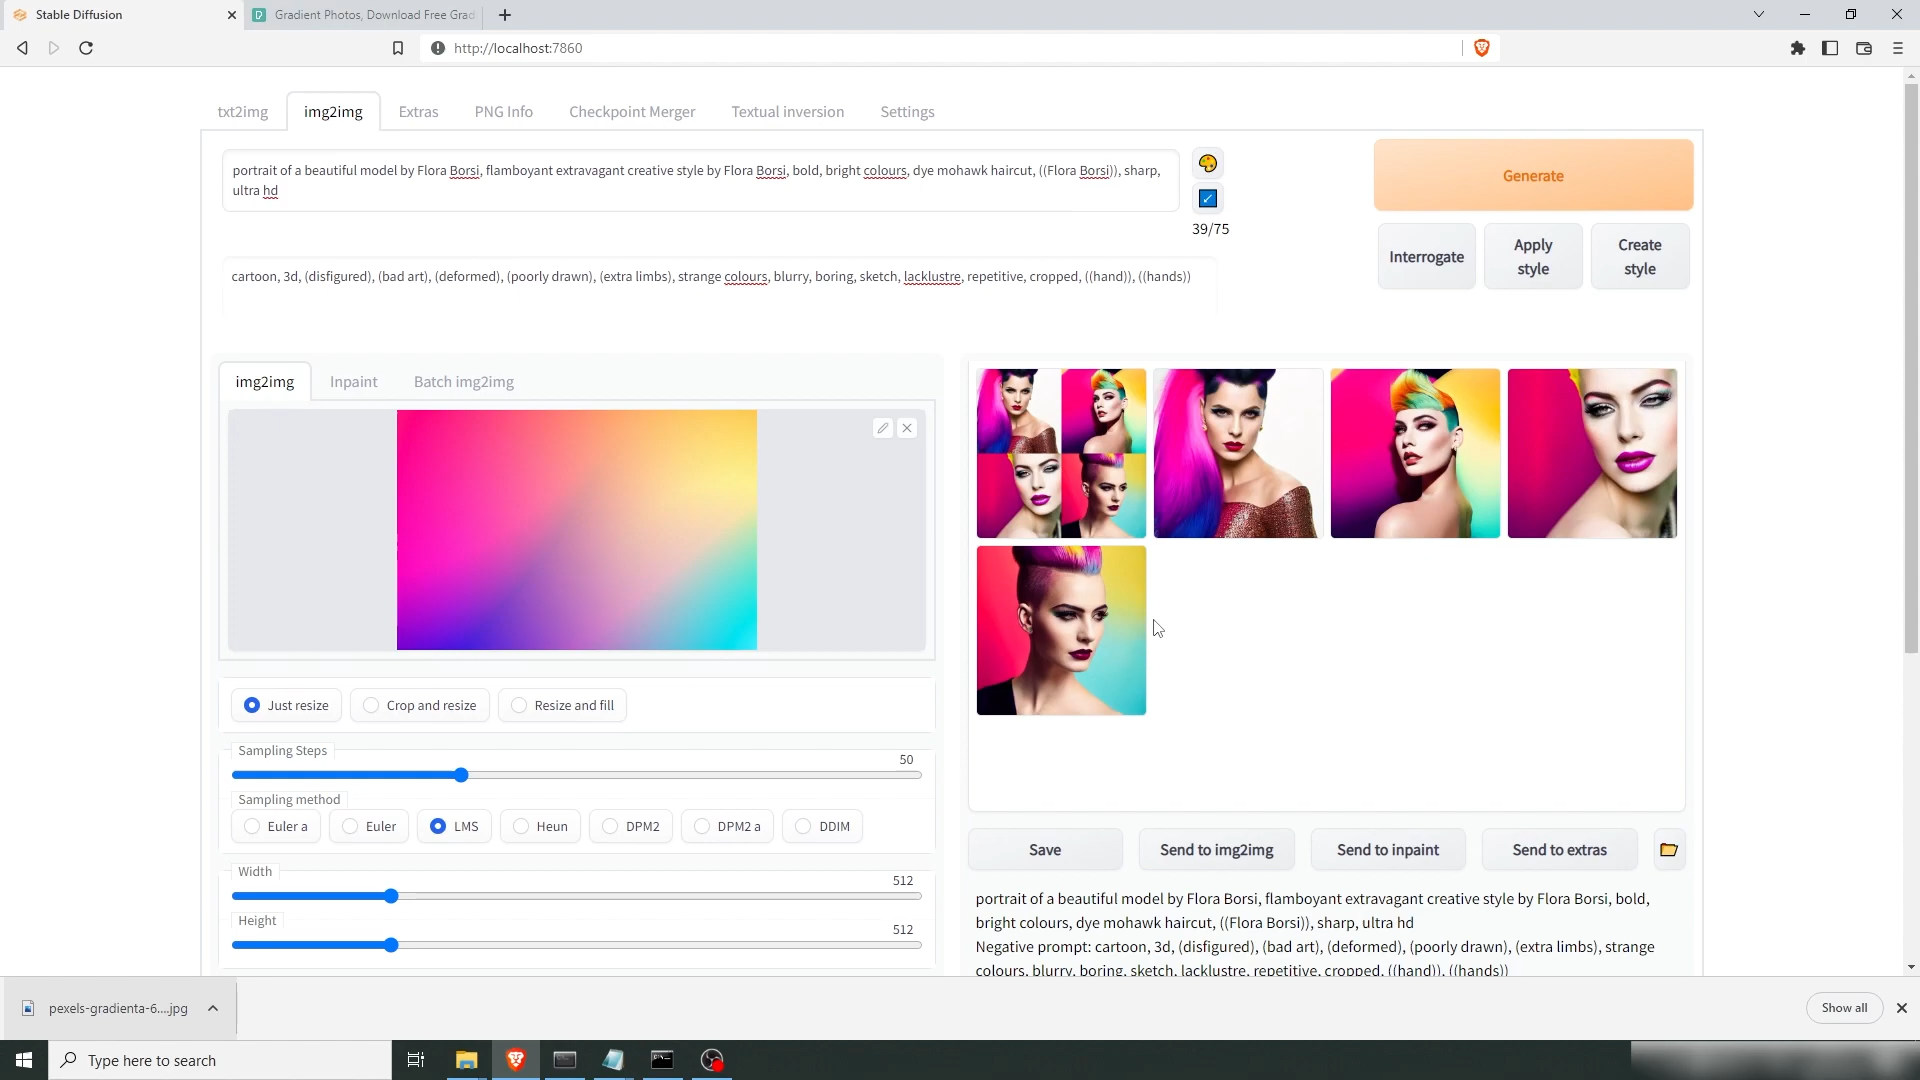 Stable Diffusion
Gradient Photos, Download Free Grad
http://localhost:7860
txt2img
img2img
Extras
PNG Info
Checkpoint Merger
Textual inversion
Settings
portrait of a beautiful model by Flora Borsi, flamboyant extravagant creative style by Flora Borsi, bold, bright colours, dye mohawk haircut, ((Flora Borsi)), sharp,
ultra hd
39/75
Generate
Interrogate
Apply
style
Create
style
cartoon, 3d, (disfigured), (bad art), (deformed), (poorly drawn), (extra limbs), strange colours, blurry, boring, sketch, lacklustre, repetitive, cropped, ((hand)), ((hands))
img2img
Inpaint
Batch img2img
Just resize
Crop and resize
Resize and fill
Sampling Steps
50
Sampling method
Euler a
Euler
LMS
Heun
DPM2
DPM2 a
DDIM
Width
512
Height
512
Save
Send to img2img
Send to inpaint
Send to extras
portrait of a beautiful model by Flora Borsi, flamboyant extravagant creative style by Flora Borsi, bold,
bright colours, dye mohawk haircut, ((Flora Borsi)), sharp, ultra hd
Negative prompt: cartoon, 3d, (disfigured), (bad art), (deformed), (poorly drawn), (extra limbs), strange
colours, blurry, boring, sketch, lacklustre, repetitive, cropped, ((hand)), ((hands))
pexels-gradienta-6....jpg
Show all
Type here to search